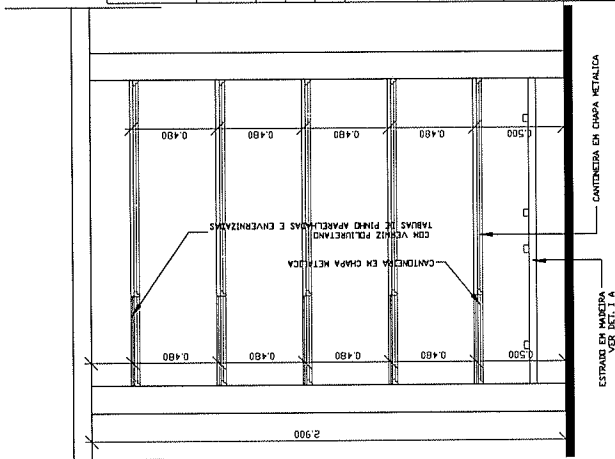 2.900
0.480
0.480
0.480
0.480
0.500
CANTONEIRA EM CHAPA METALICA
TABUAS DE PINHO APARELHADAS E ENVERNIZADAS
COM VERNIZ POLIURETANO
0.480
0.480
0.480
0.480
0.500
CANTONEIRA EM CHAPA METALICA
ESTRADO EM MADEIRA
VER DET. I A